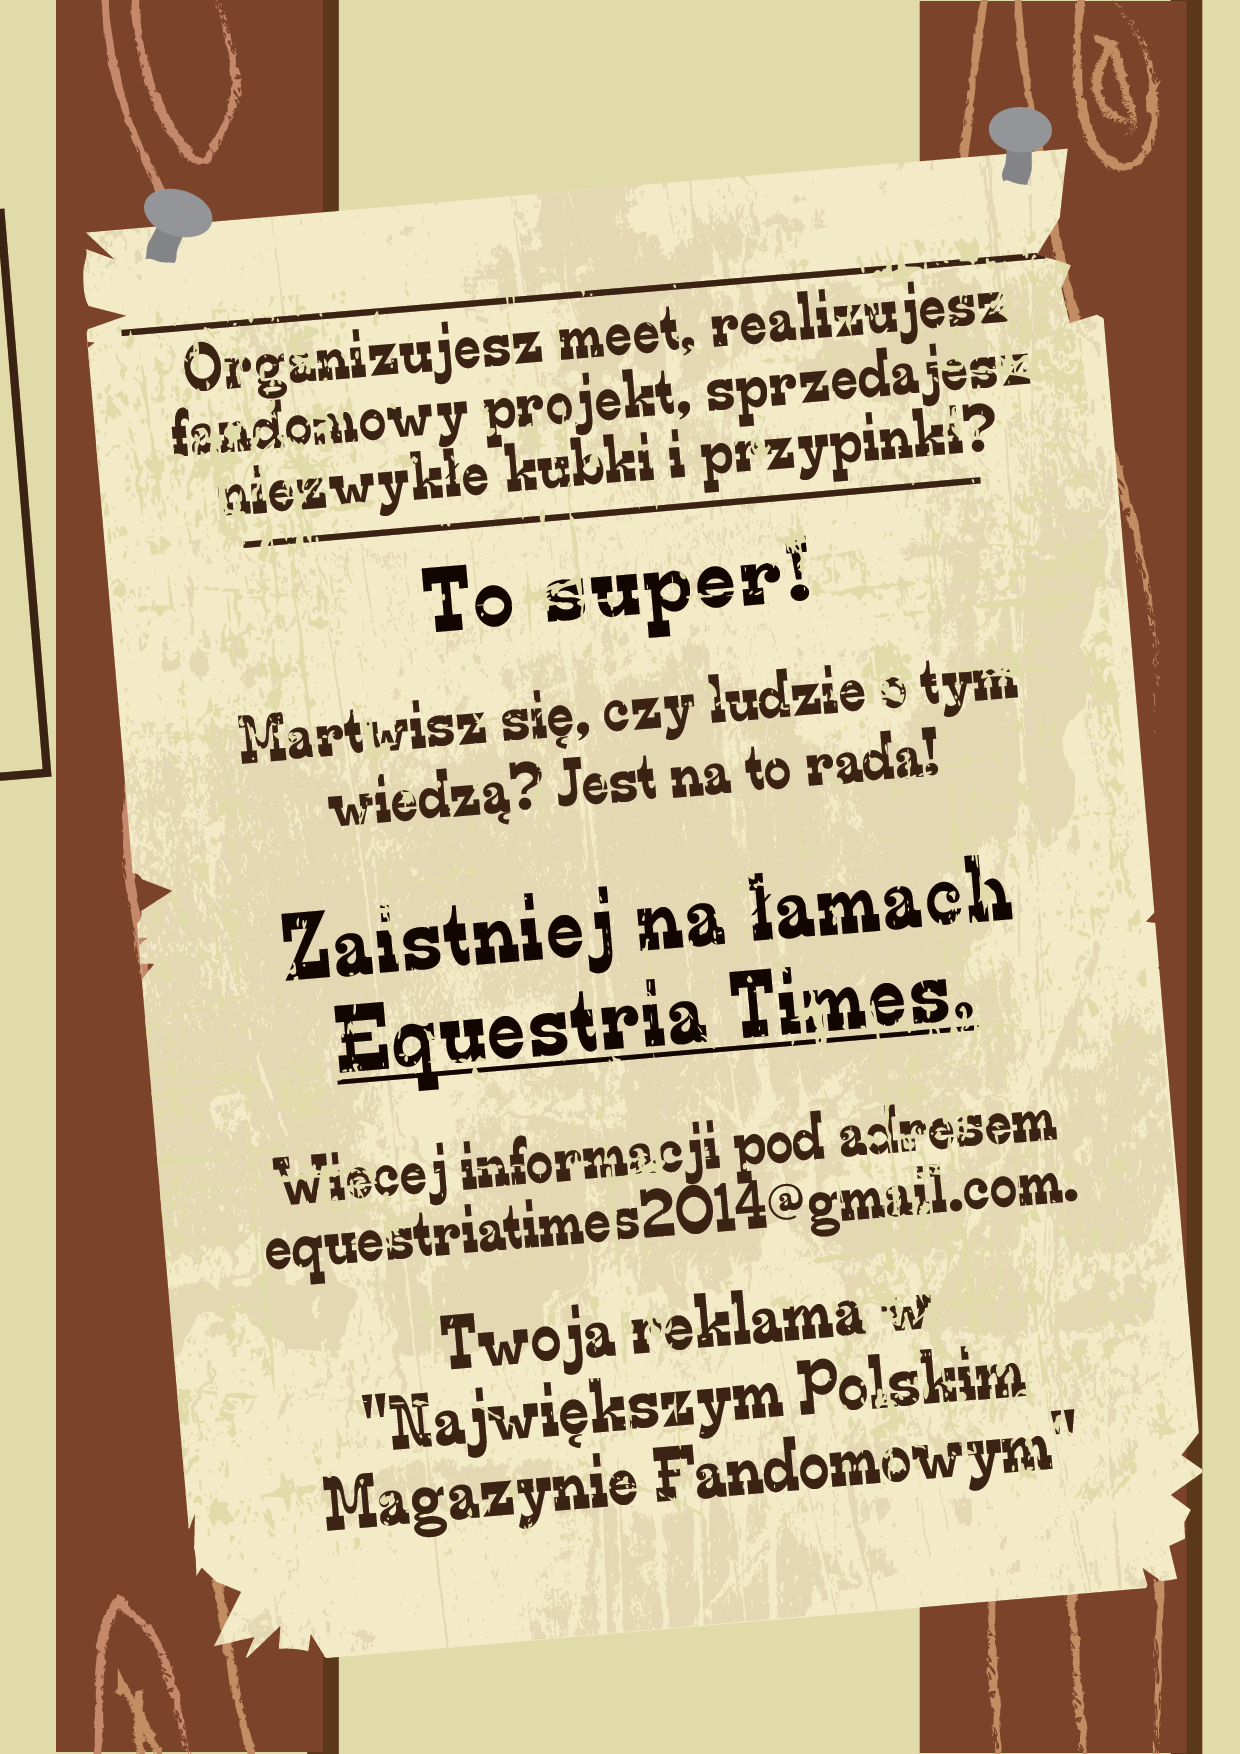 Organizujesz meet, realizujesz
fandomowy projekt, sprzedajesz
niezwykłe kubki i przypinki?
To super!
Martwisz się, czy ludzie o tym
wiedzą? Jest na to rada!
Zaistniej na łamach
Equestria Times.
Więcej informacji pod adresem
equestriatimes2014@gmail.com.
Twoja reklama w
"Największym Polskim
Magazynie Fandomowym"